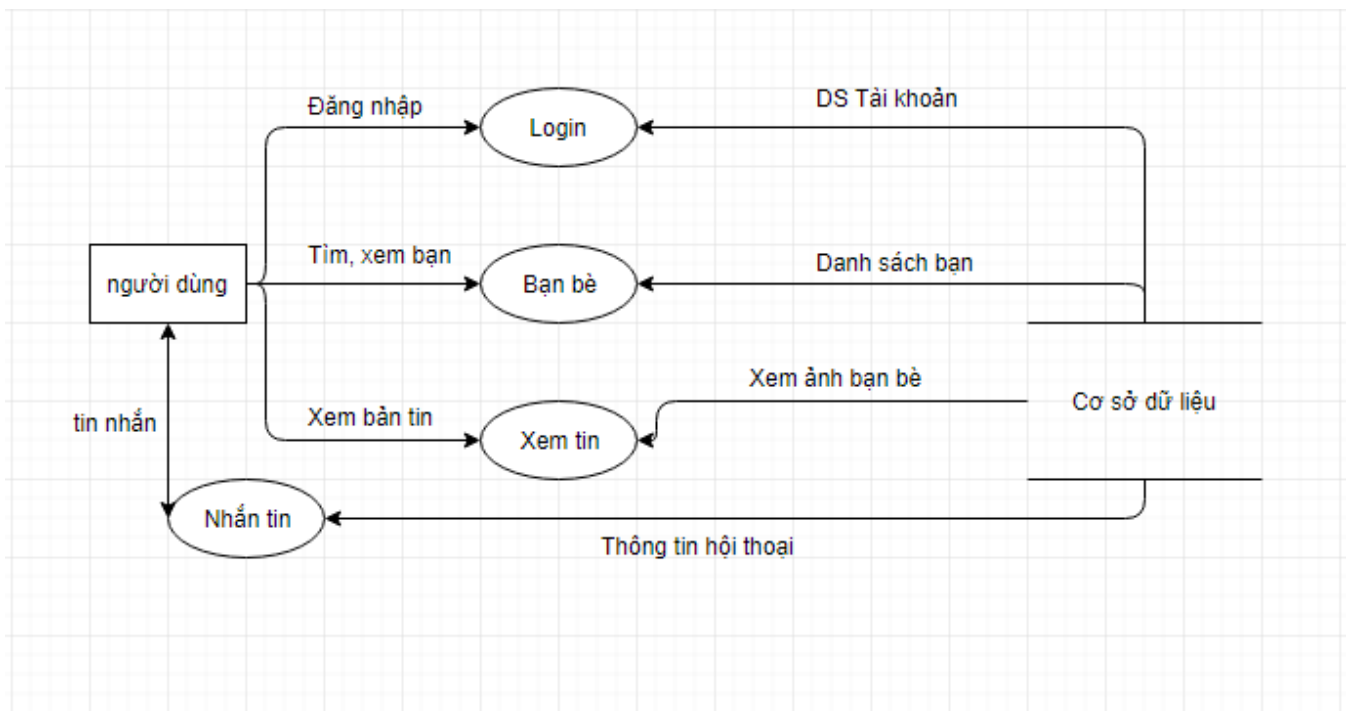 Đăng nhập
Login
DS Tài khoản
người dùng
Tìm, xem bạn
Bạn bè
Danh sách bạn
Xem ảnh bạn bè
Cơ sở dữ liệu
tin nhắn
Xem bản tin
Xem tin
Nhắn tin
Thông tin hội thoại